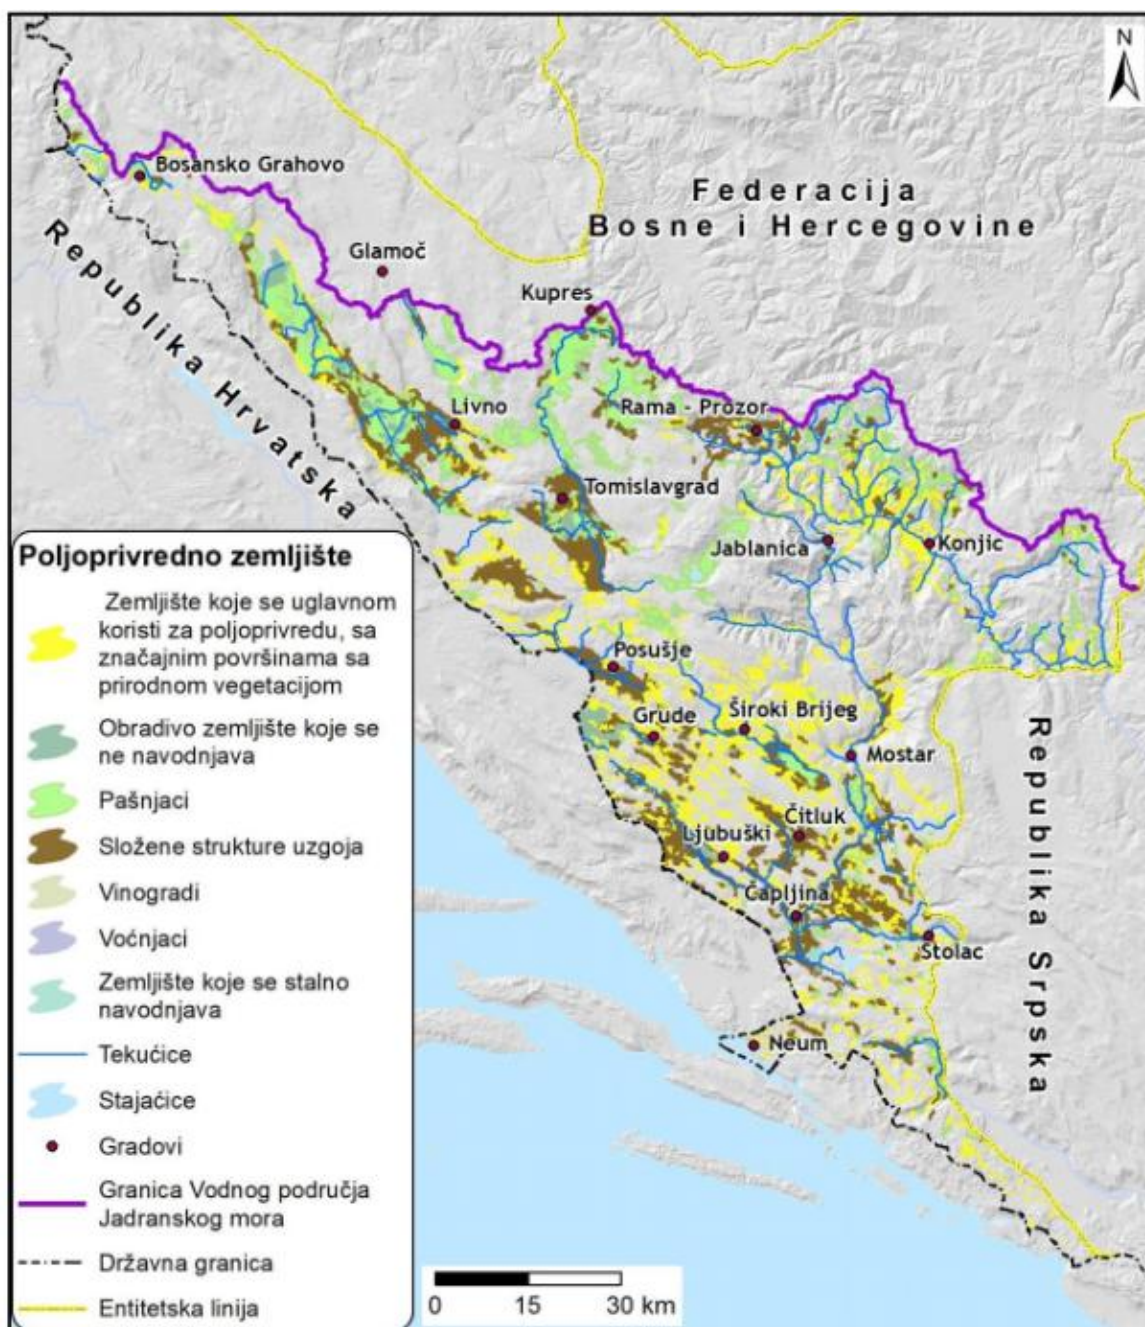 N
Bosansko Grahovo
Federacija
Bosne i Hercegovine
Glamoč
Kupres
Republika Hrvatska
Livno
Rama - Prozor
Tomislavgrad
Jablanica
Konjic
Posušje
Grude
Široki Brijeg
Mostar
Ljubuški
Čitluk
Čapljina
Stolac
Neum
Republika Srpska
Poljoprivredno zemljište
Zemljište koje se uglavnom
koristi za poljoprivredu, sa
značajnim površinama sa
prirodnom vegetacijom
Obradivo zemljište koje se
ne navodnjava
Pašnjaci
Složene strukture uzgoja
Vinogradi
Voćnjaci
Zemljište koje se stalno
navodnjava
Tekućice
Stajaćice
Gradovi
Granica Vodnog područja
Jadranskog mora
Državna granica
Entitetska linija
0 15 30 km